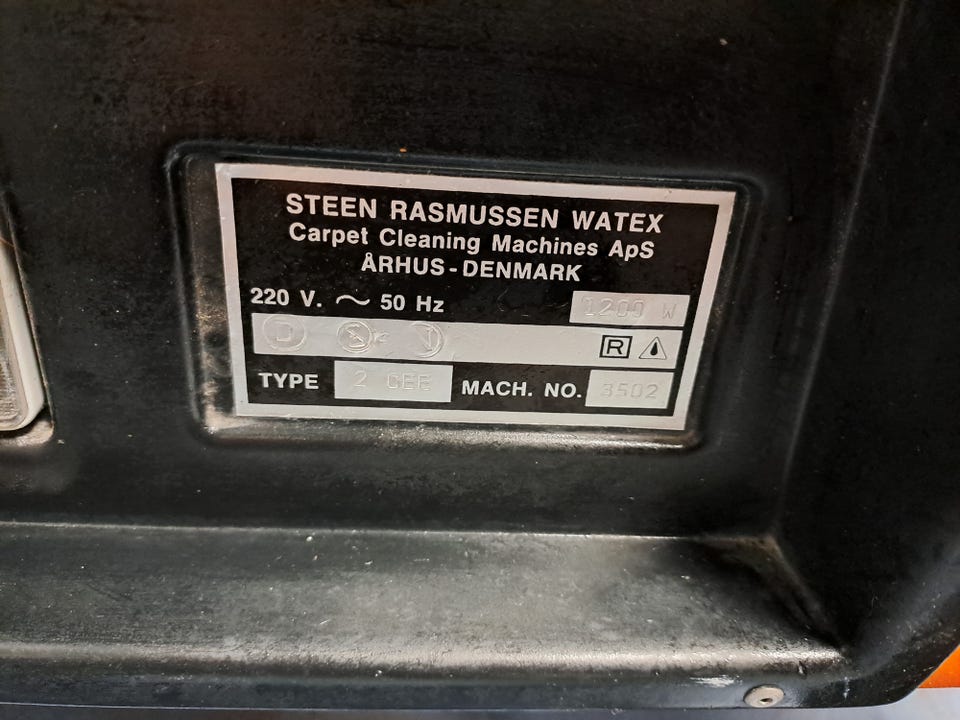 STEEN RASMUSSEN WATEX
Carpet Cleaning Machines ApS
ÅRHUS-DENMARK
220 V. ~ 50 Hz 1200 W
D S R
TYPE 2 CEE MACH. NO. 3502